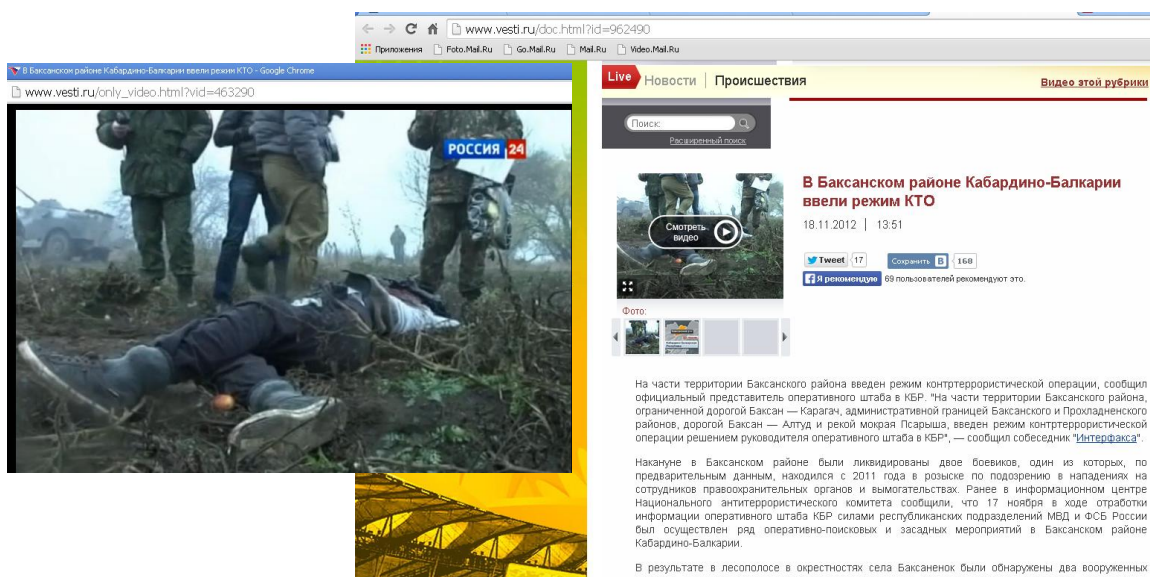 www.vesti.ru/doc.html?id=962490
Приложения Foto.Mail.Ru Go.Mail.Ru Mail.Ru Video.Mail.Ru
В Баксанском районе Кабардино-Балкарии ввели режим КТО - Google Chrome
www.vesti.ru/only_video.html?vid=463290
РОССИЯ 24
Live Новости | Происшествия
Видео этой рубрики
Поиск:
Расширенный поиск
Смотреть
видео
В Баксанском районе Кабардино-Балкарии
ввели режим КТО
18.11.2012 | 13:51
Tweet 17 Сохранить B 168
Я рекомендую 69 пользователей рекомендуют это.
Фото:
На части территории Баксанского района введен режим контртеррористической операции, сообщил
официальный представитель оперативного штаба в КБР. "На части территории Баксанского района,
ограниченной дорогой Баксан — Карагач, административной границей Баксанского и Прохладненского
районов, дорогой Баксан — Алтуд и рекой мокрая Псарыша, введен режим контртеррористической
операции решением руководителя оперативного штаба в КБР", — сообщил собеседник "Интерфакса".
Накануне в Баксанском районе были ликвидированы двое боевиков, один из которых, по
предварительным данным, находился с 2011 года в розыске по подозрению в нападениях на
сотрудников правоохранительных органов и вымогательствах. Ранее в информационном центре
Национального антитеррористического комитета сообщили, что 17 ноября в ходе отработки
информации оперативного штаба КБР силами республиканских подразделений МВД и ФСБ России
был осуществлен ряд оперативно-поисковых и засадных мероприятий в Баксанском районе
Кабардино-Балкарии.
В результате в лесополосе в окрестностях села Баксаненок были обнаружены два вооруженных